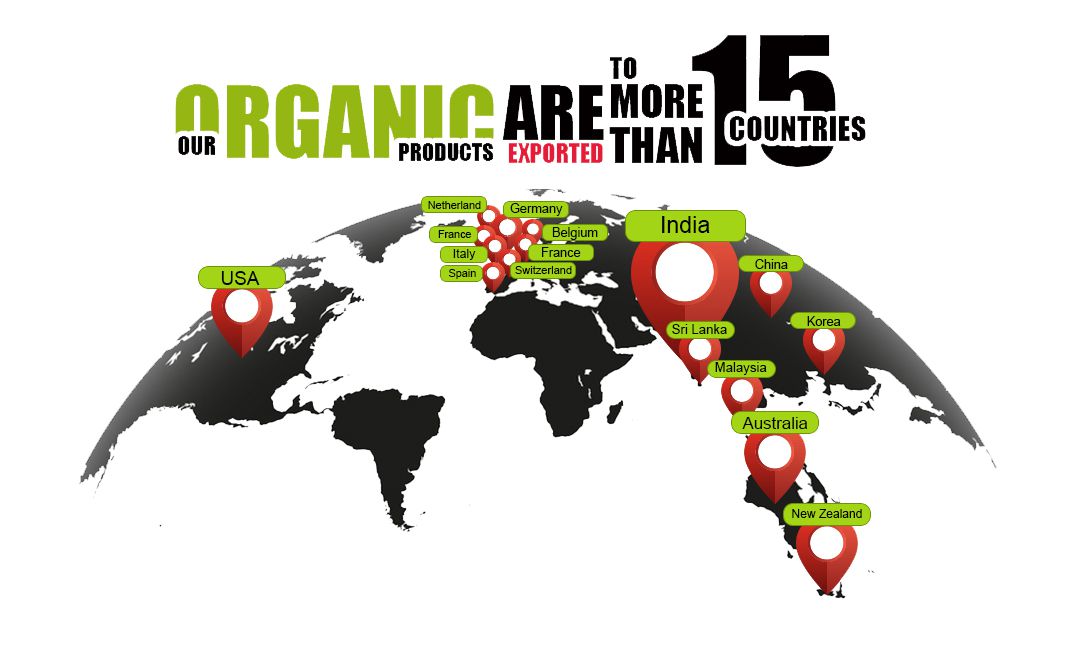 OUR ORGANIC PRODUCTS ARE EXPORTED TO MORE THAN 15 COUNTRIES
Netherland
Germany
France
Belgium
Italy
France
Spain
Switzerland
USA
India
China
Sri Lanka
Korea
Malaysia
Australia
New Zealand